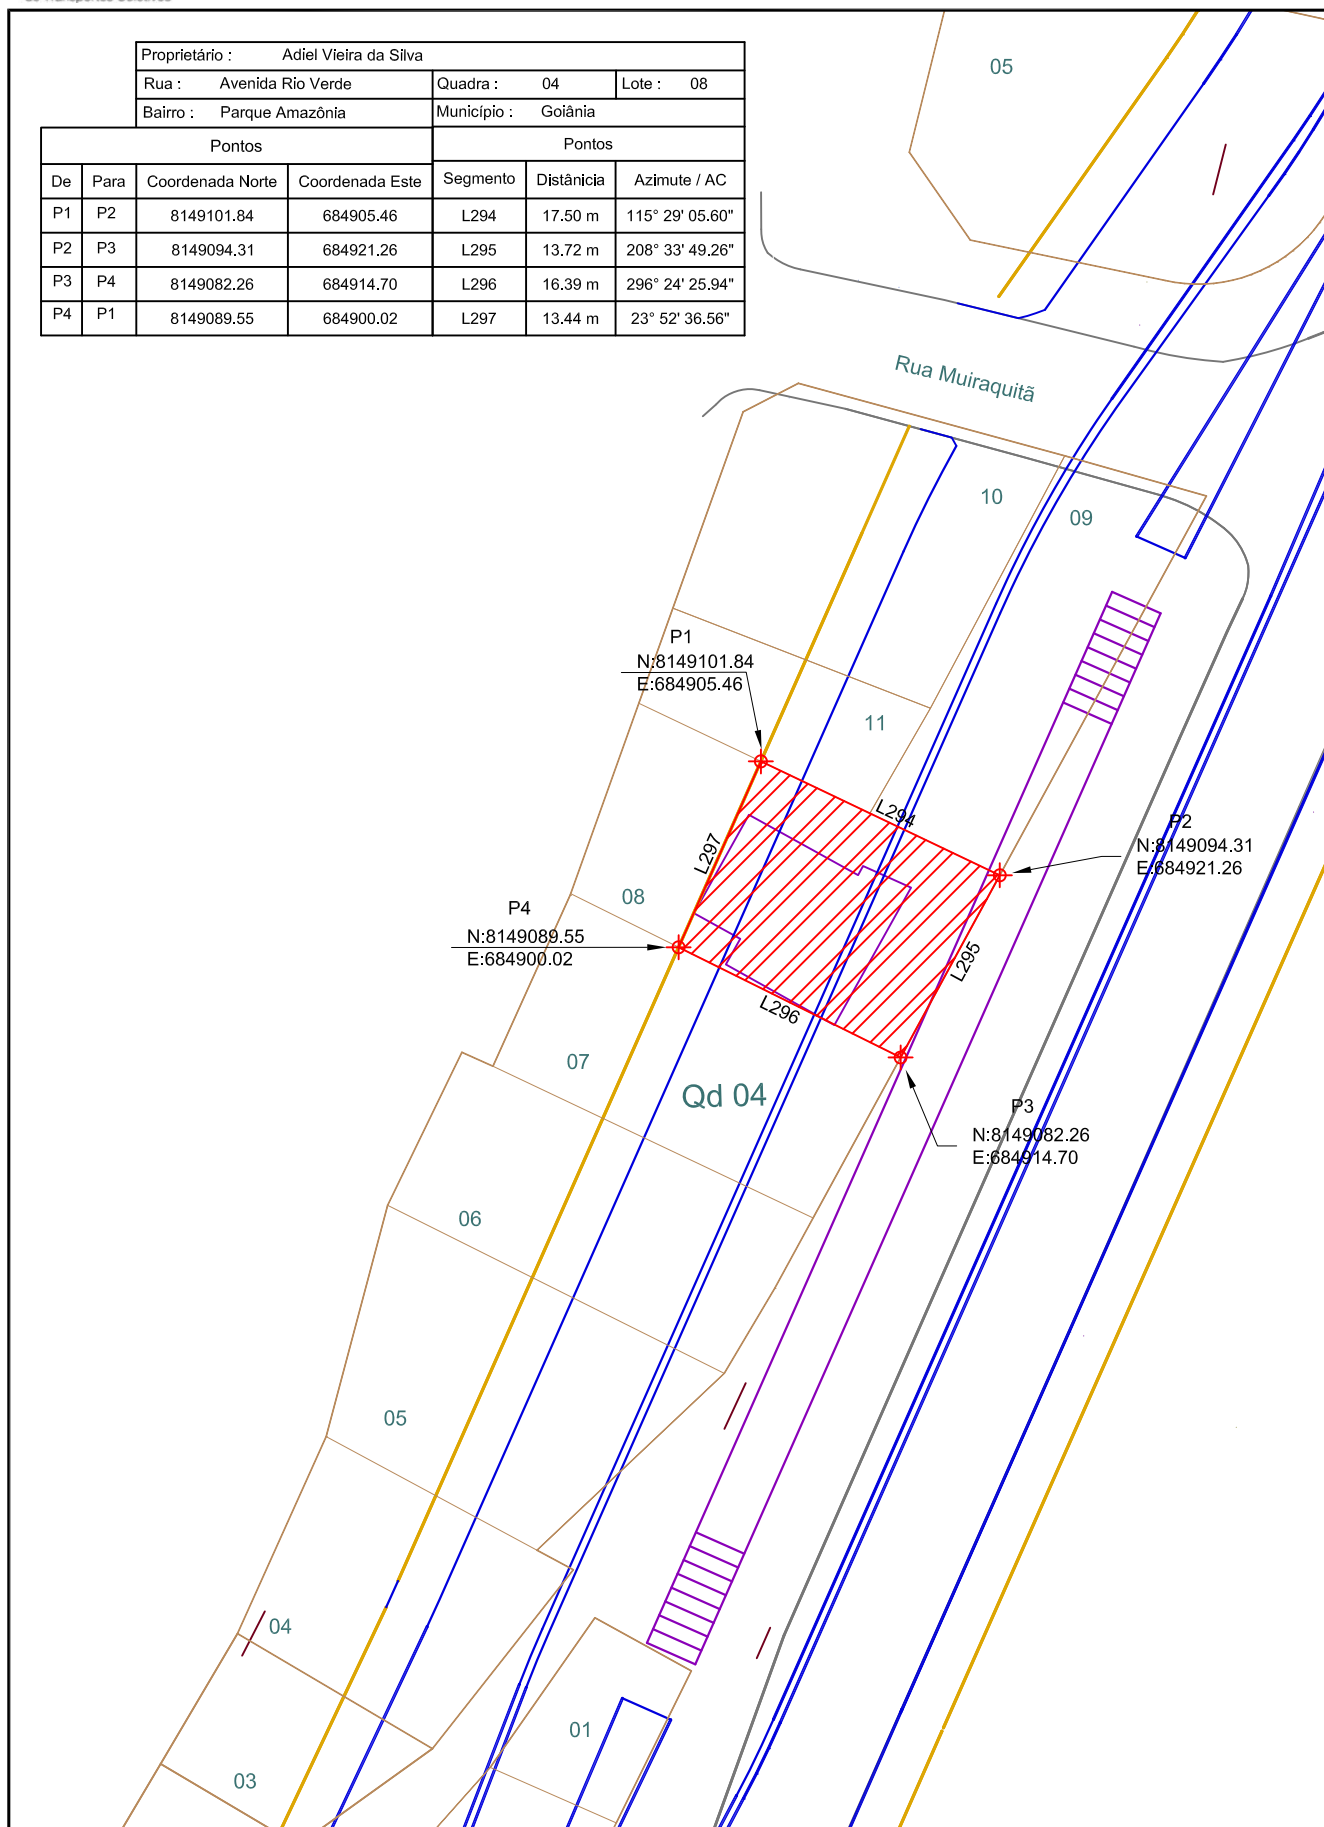 Proprietário : Adiel Vieira da Silva
Rua : Avenida Rio Verde Quadra : 04 Lote : 08
Bairro : Parque Amazônia Município : Goiânia
Pontos Pontos
De Para Coordenada Norte Coordenada Este Segmento Distânicia Azimute / AC
P1 P2 8149101.84 684905.46 L294 17.50 m 115° 29' 05.60"
P2 P3 8149094.31 684921.26 L295 13.72 m 208° 33' 49.26"
P3 P4 8149082.26 684914.70 L296 16.39 m 296° 24' 25.94"
P4 P1 8149089.55 684900.02 L297 13.44 m 23° 52' 36.56"
05
Rua Muiraquitã
10
09
P1
N:8149101.84
E:684905.46
11
L294
P2
N:8149094.31
E:684921.26
L297
08
P4
N:8149089.55
E:684900.02
L295
L296
07
Qd 04
P3
N:8149082.26
E:684914.70
06
05
04
01
03